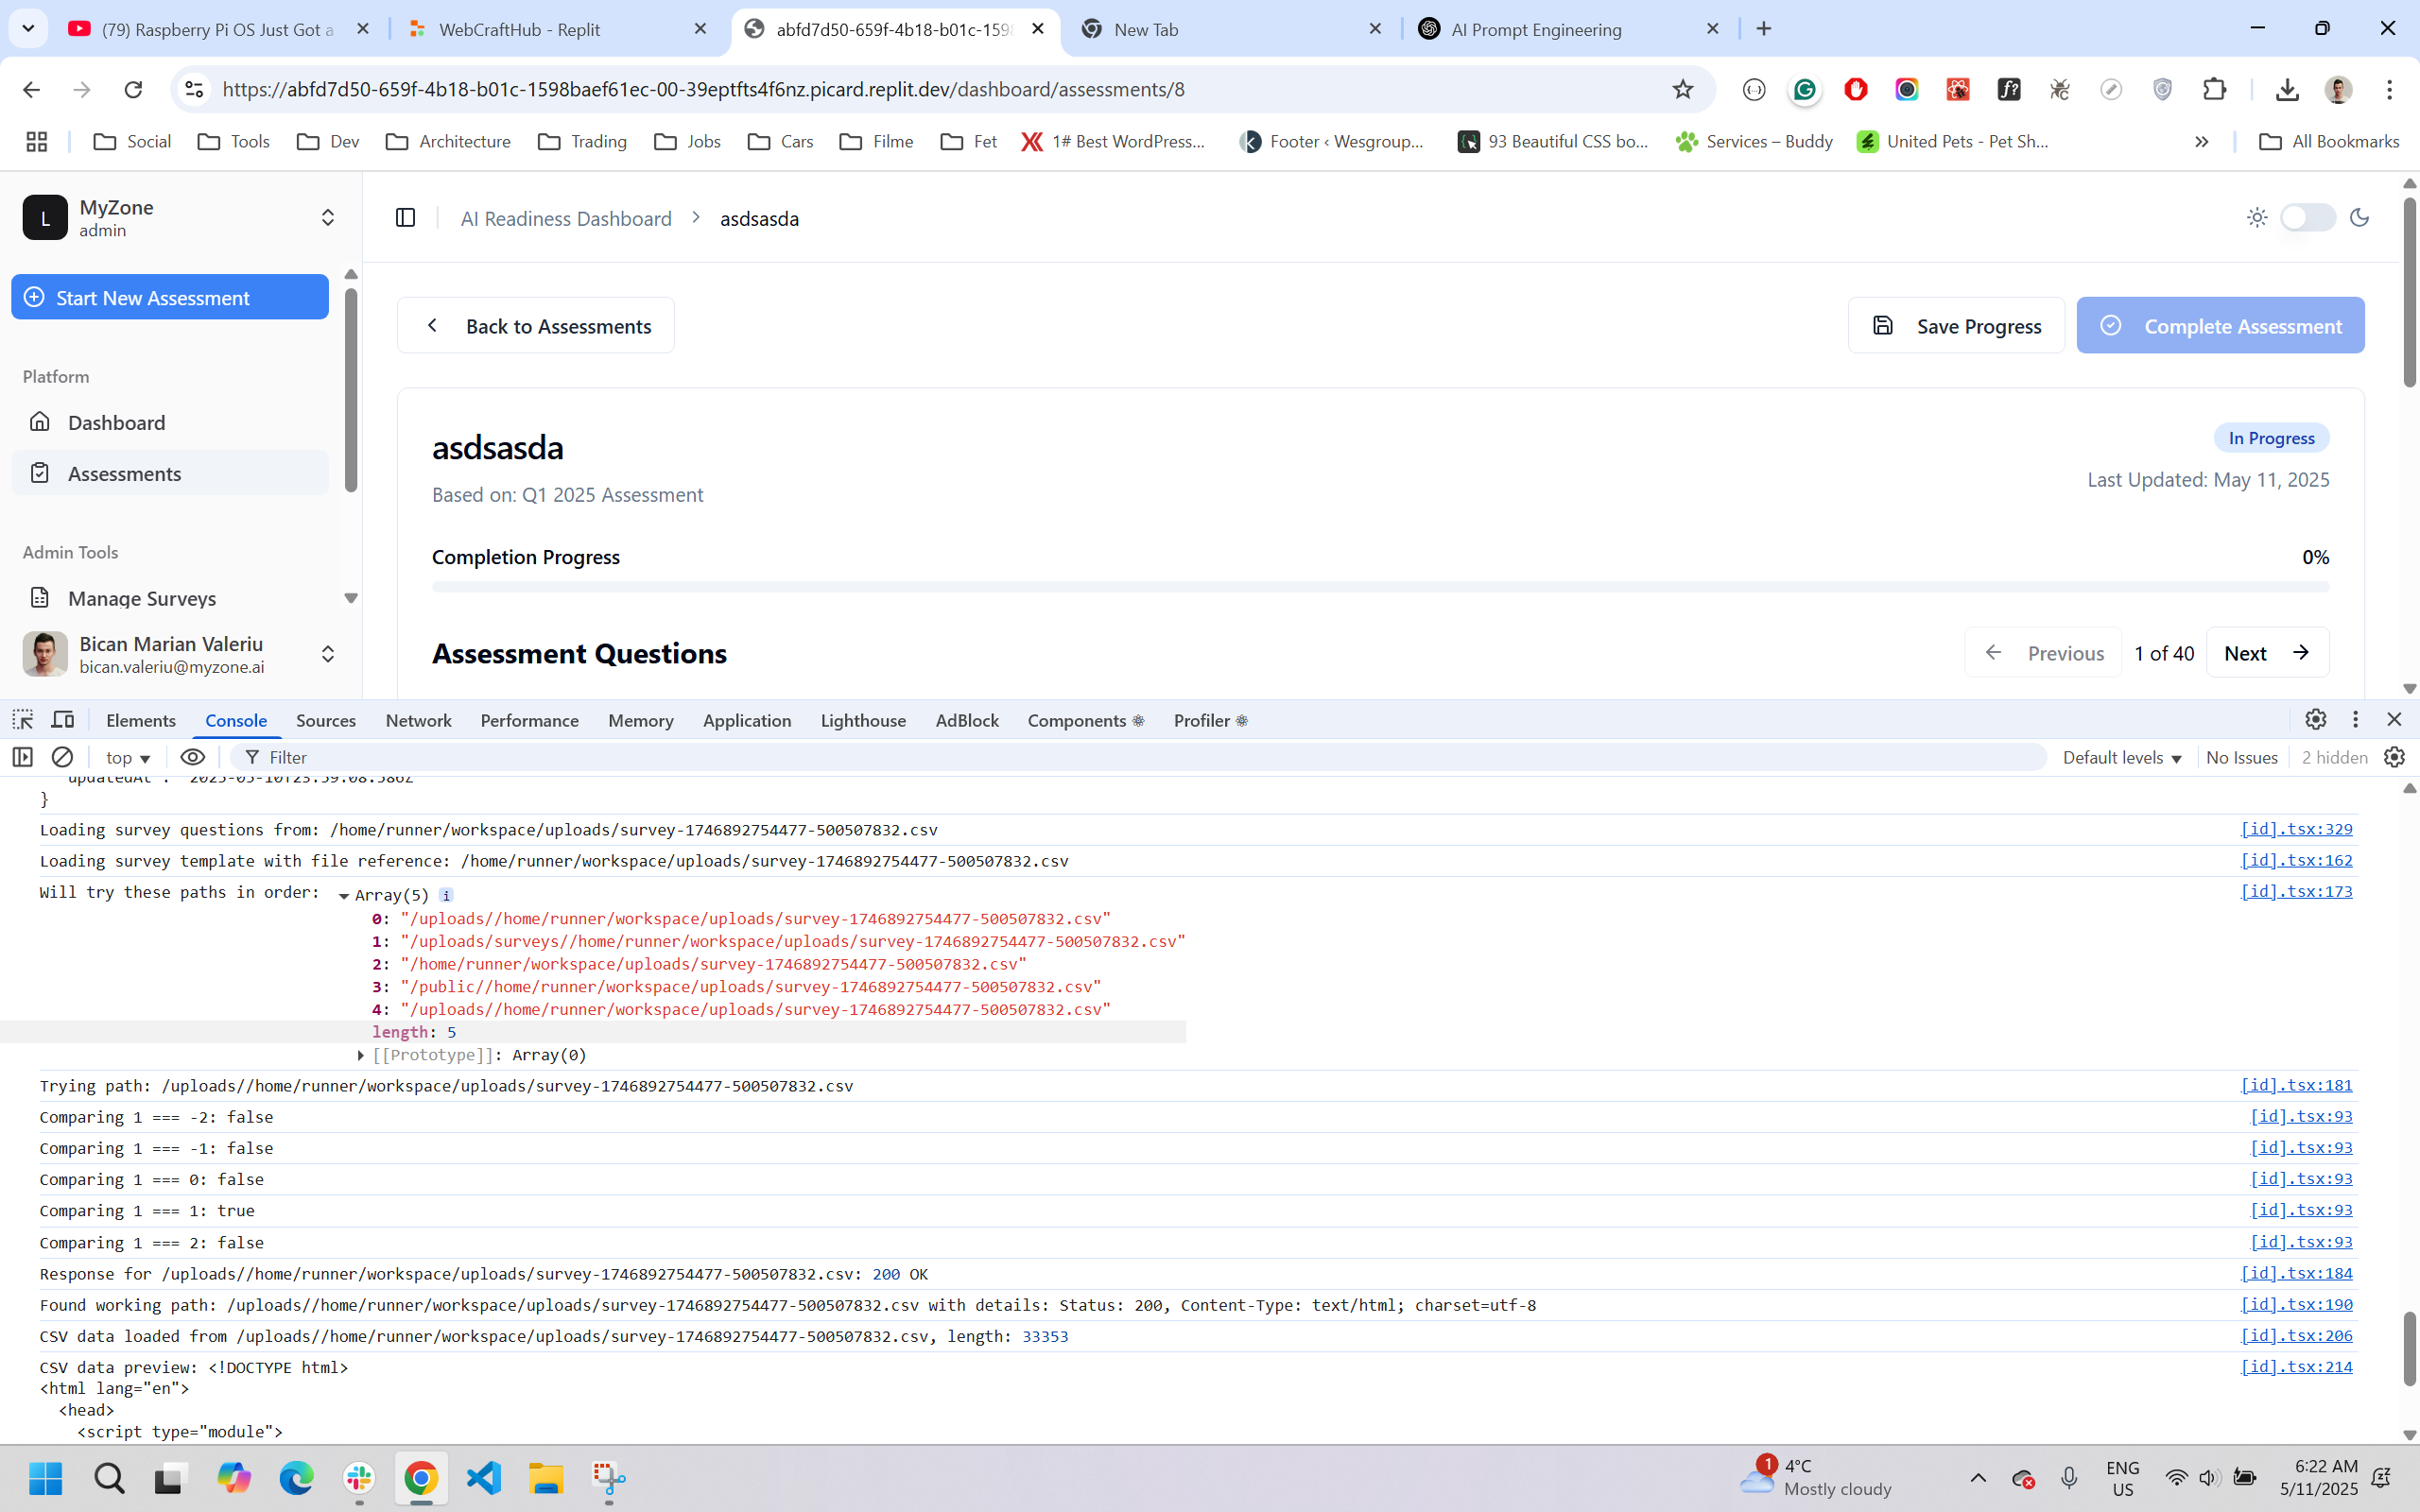 (79) Raspberry Pi OS Just Got a
WebCraftHub - Replit
abfd7d50-659f-4b18-b01c-159
New Tab
AI Prompt Engineering
https://abfd7d50-659f-4b18-b01c-1598baef61ec-00-39eptfts4f6nz.picard.replit.dev/dashboard/assessments/8
Social
Tools
Dev
Architecture
Trading
Jobs
Cars
Filme
Fet
1# Best WordPress...
Footer ‹ Wesgroup...
93 Beautiful CSS bo...
Services – Buddy
United Pets - Pet Sh...
All Bookmarks
L
MyZone
admin
AI Readiness Dashboard > asdsasda
Start New Assessment
Back to Assessments
Save Progress
Complete Assessment
Platform
Dashboard
Assessments
Admin Tools
Manage Surveys
Bican Marian Valeriu
bican.valeriu@myzone.ai
asdsasda
In Progress
Based on: Q1 2025 Assessment
Last Updated: May 11, 2025
Completion Progress
0%
Assessment Questions
Previous
1 of 40
Next
Elements
Console
Sources
Network
Performance
Memory
Application
Lighthouse
AdBlock
Components
Profiler
top
Filter
Default levels
No Issues
2 hidden
"updatedAt": "2025-05-10T23:59:08.586Z"
}
Loading survey questions from: /home/runner/workspace/uploads/survey-1746892754477-500507832.csv [id].tsx:329
Loading survey template with file reference: /home/runner/workspace/uploads/survey-1746892754477-500507832.csv [id].tsx:162
Will try these paths in order: Array(5) i [id].tsx:173
0: "/uploads//home/runner/workspace/uploads/survey-1746892754477-500507832.csv"
1: "/uploads/surveys//home/runner/workspace/uploads/survey-1746892754477-500507832.csv"
2: "/home/runner/workspace/uploads/survey-1746892754477-500507832.csv"
3: "/public//home/runner/workspace/uploads/survey-1746892754477-500507832.csv"
4: "/uploads//home/runner/workspace/uploads/survey-1746892754477-500507832.csv"
length: 5
[[Prototype]]: Array(0)
Trying path: /uploads//home/runner/workspace/uploads/survey-1746892754477-500507832.csv [id].tsx:181
Comparing 1 === -2: false [id].tsx:93
Comparing 1 === -1: false [id].tsx:93
Comparing 1 === 0: false [id].tsx:93
Comparing 1 === 1: true [id].tsx:93
Comparing 1 === 2: false [id].tsx:93
Response for /uploads//home/runner/workspace/uploads/survey-1746892754477-500507832.csv: 200 OK [id].tsx:184
Found working path: /uploads//home/runner/workspace/uploads/survey-1746892754477-500507832.csv with details: Status: 200, Content-Type: text/html; charset=utf-8 [id].tsx:190
CSV data loaded from /uploads//home/runner/workspace/uploads/survey-1746892754477-500507832.csv, length: 33353 [id].tsx:206
CSV data preview: <!DOCTYPE html> [id].tsx:214
<html lang="en">
<head>
<script type="module">
1
4°C
Mostly cloudy
ENG
US
6:22 AM
5/11/2025